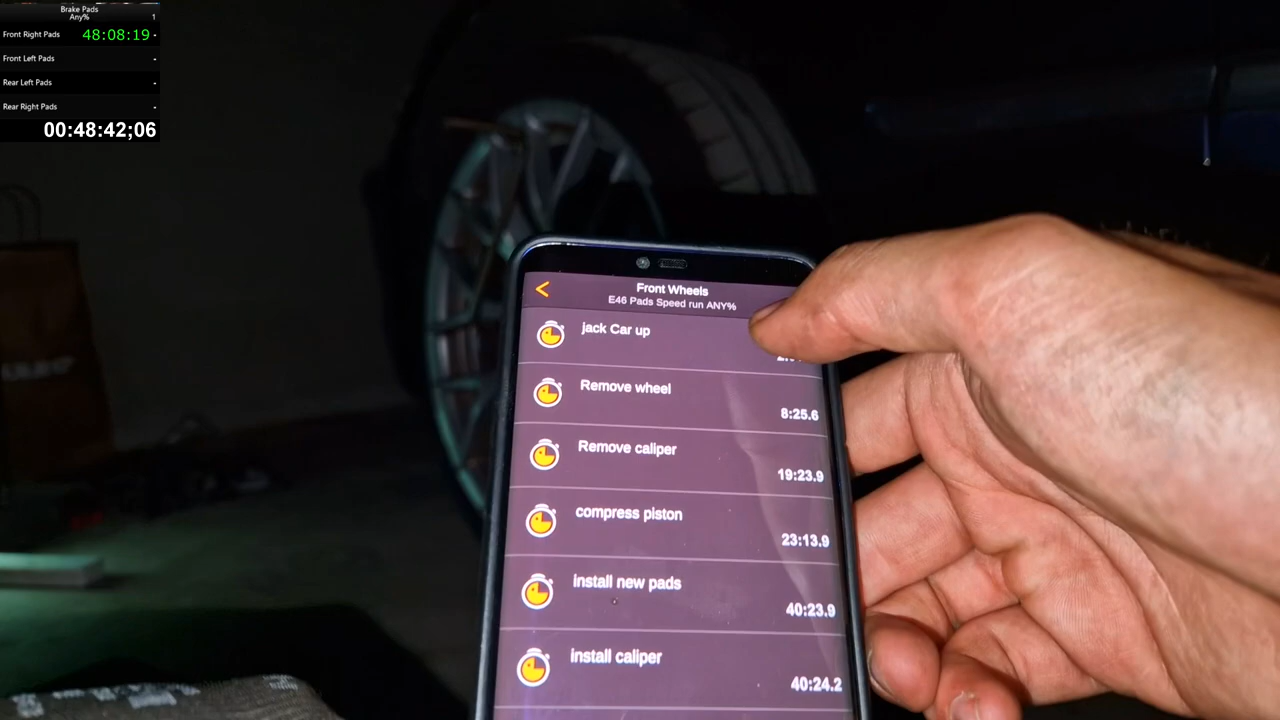 Brake Pads
Any%
1
Front Right Pads 48:08:19 -
Front Left Pads -
Rear Left Pads -
Rear Right Pads -
00:48:42;06
Front Wheels
E46 Pads Speed run ANY%
jack Car up
Remove wheel
8:25.6
Remove caliper
19:23.9
compress piston
23:13.9
install new pads
40:23.9
install caliper
40:24.2